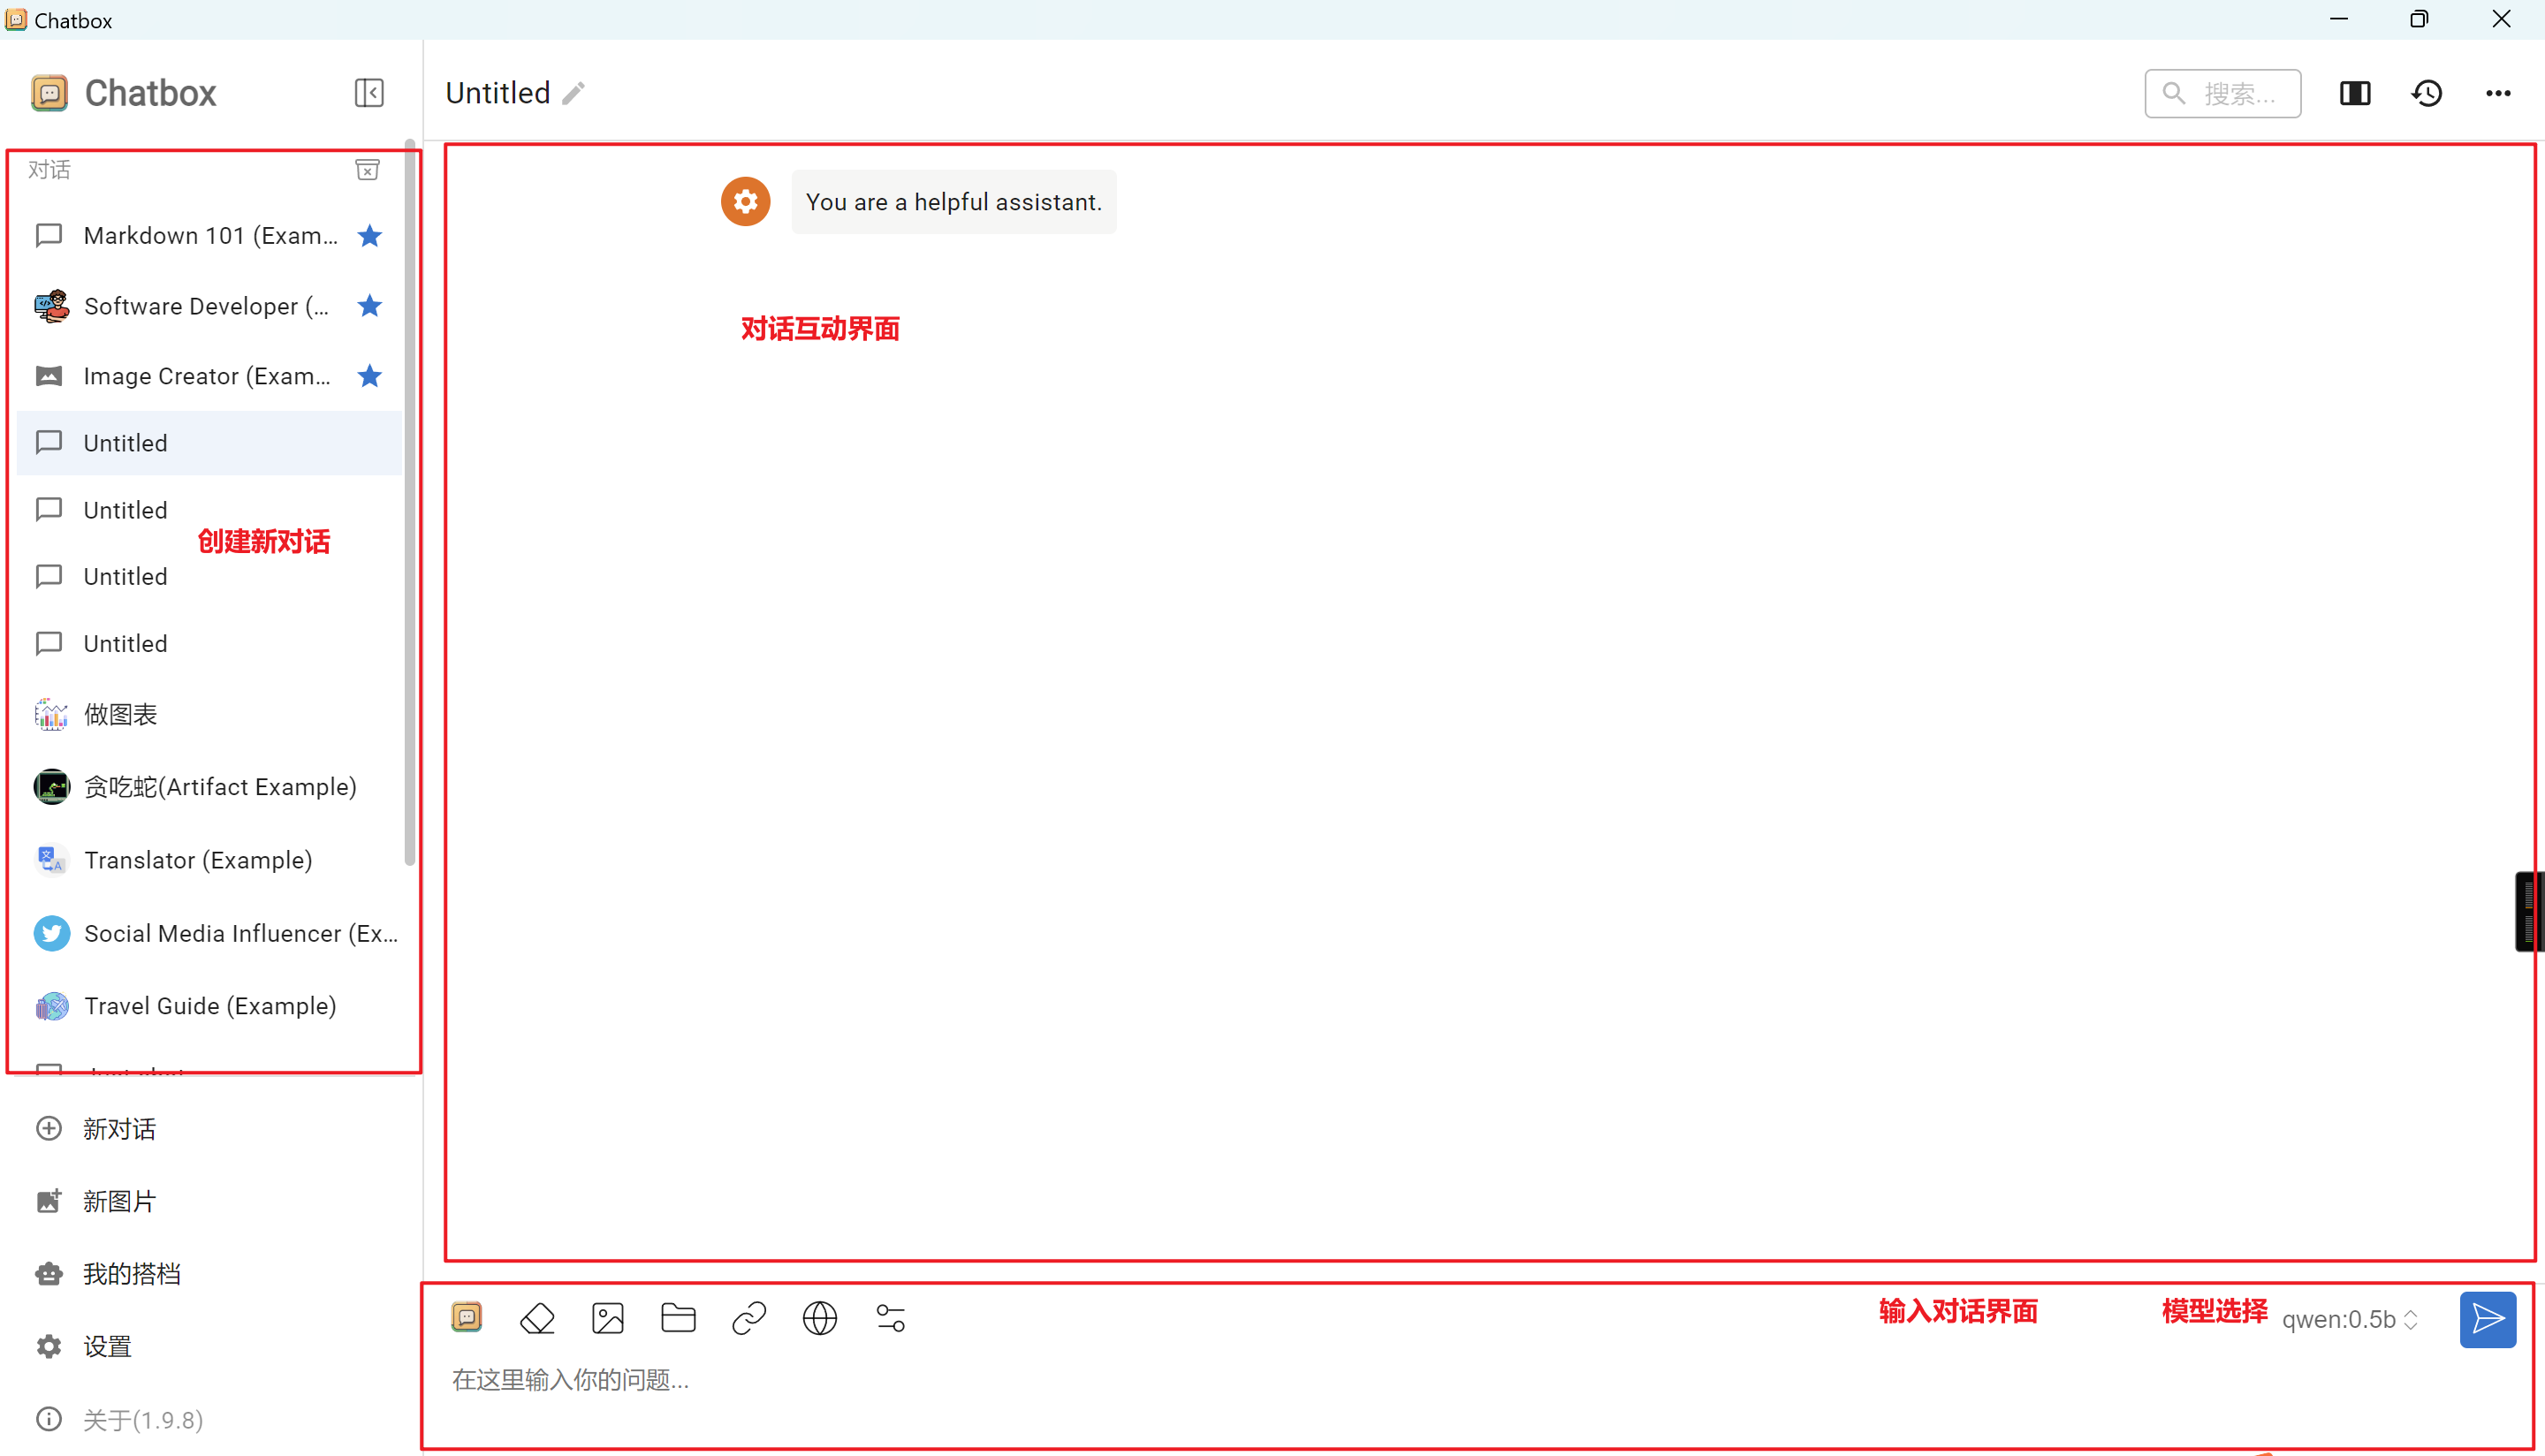 Chatbox
Chatbox
Untitled
搜索...
对话
Markdown 101 (Exam...
Software Developer (...
Image Creator (Exam...
Untitled
Untitled
创建新对话
Untitled
Untitled
做图表
贪吃蛇(Artifact Example)
Translator (Example)
Social Media Influencer (Ex...
Travel Guide (Example)
新对话
新图片
我的搭档
设置
关于(1.9.8)
You are a helpful assistant.
对话互动界面
输入对话界面
模型选择
qwen:0.5b
在这里输入你的问题...